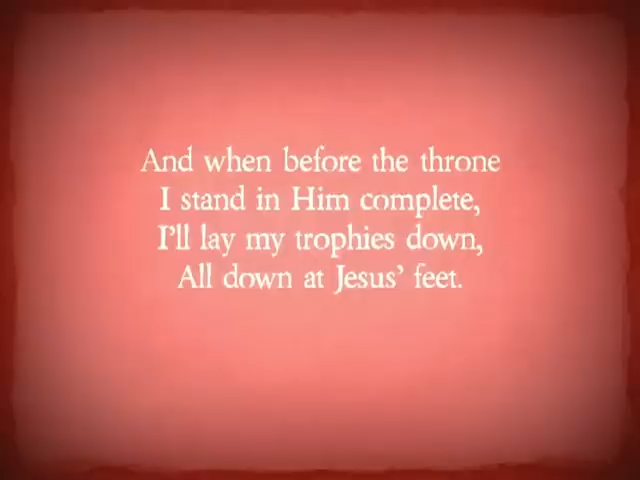 And when before the throne
I stand in Him complete,
I'll lay my trophies down,
All down at Jesus' feet.